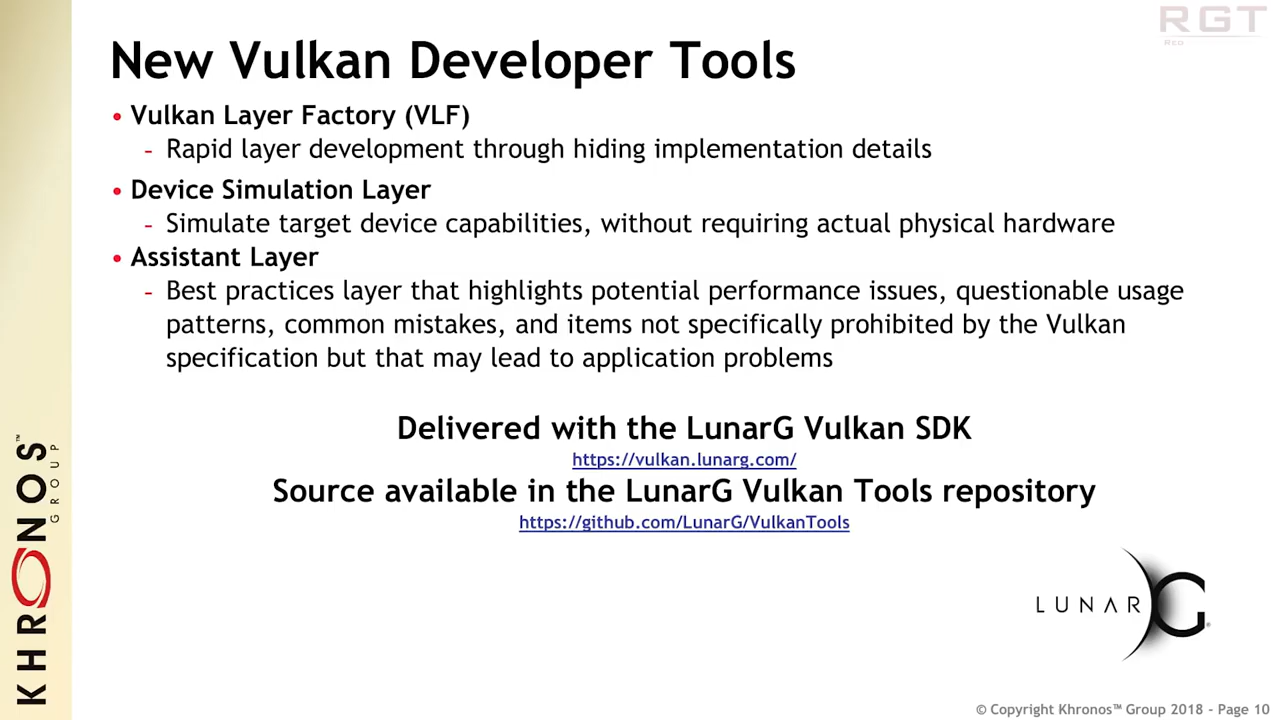 RGT
Red
New Vulkan Developer Tools
• Vulkan Layer Factory (VLF)
- Rapid layer development through hiding implementation details
• Device Simulation Layer
- Simulate target device capabilities, without requiring actual physical hardware
• Assistant Layer
- Best practices layer that highlights potential performance issues, questionable usage
patterns, common mistakes, and items not specifically prohibited by the Vulkan
specification but that may lead to application problems
Delivered with the LunarG Vulkan SDK
https://vulkan.lunarg.com/
Source available in the LunarG Vulkan Tools repository
https://github.com/LunarG/VulkanTools
KHRONOS™
GROUP
LUNARG®
© Copyright Khronos™ Group 2018 - Page 10